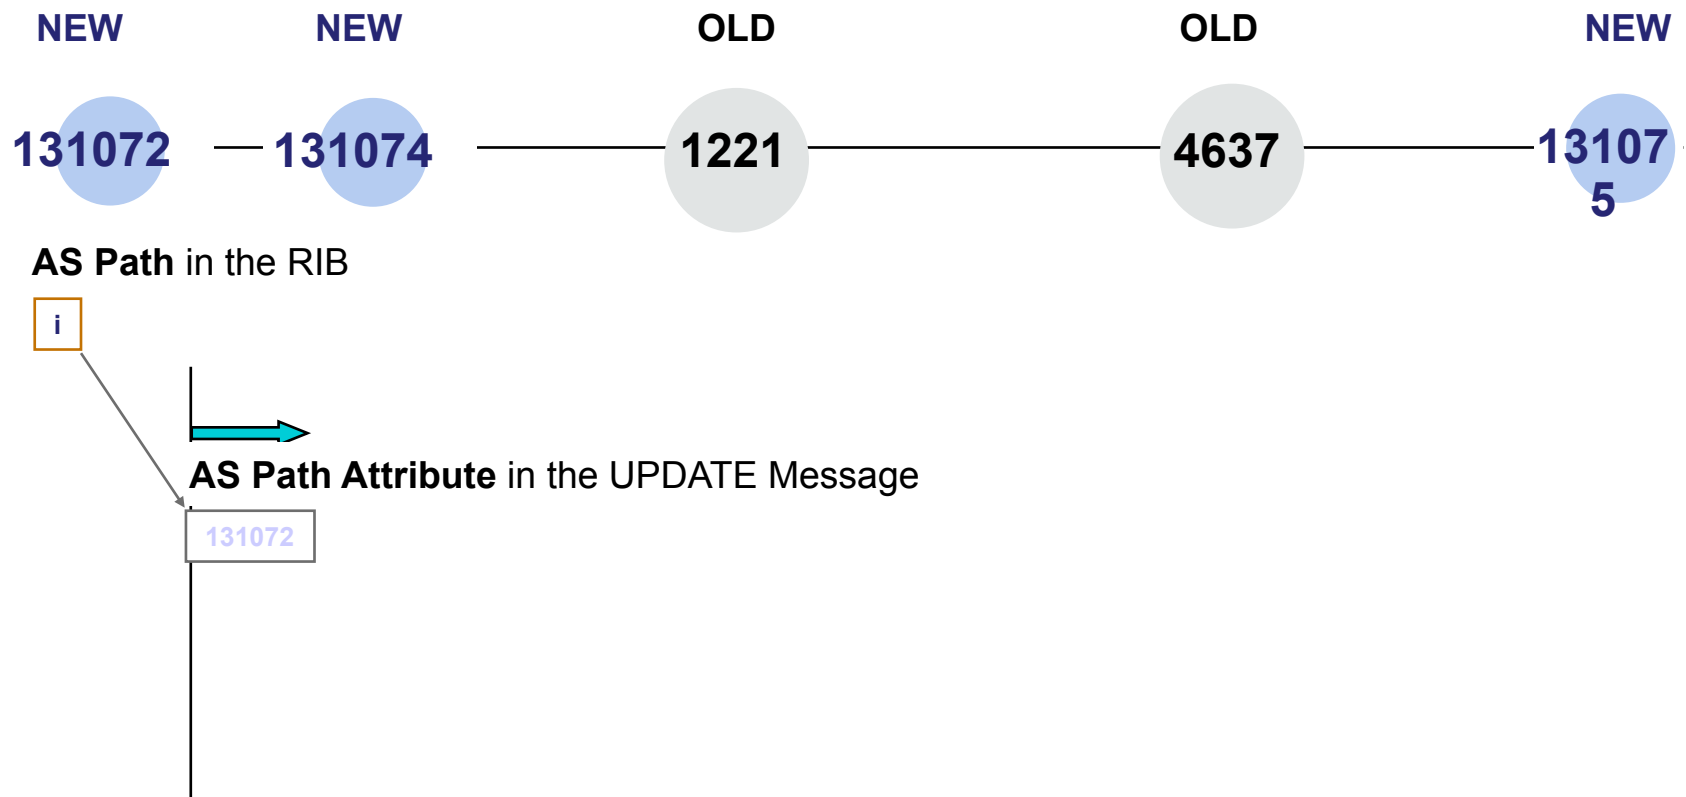 NEW NEW OLD OLD NEW
131072 131074 1221 4637 13107
5
AS Path in the RIB
i
AS Path Attribute in the UPDATE Message
131072